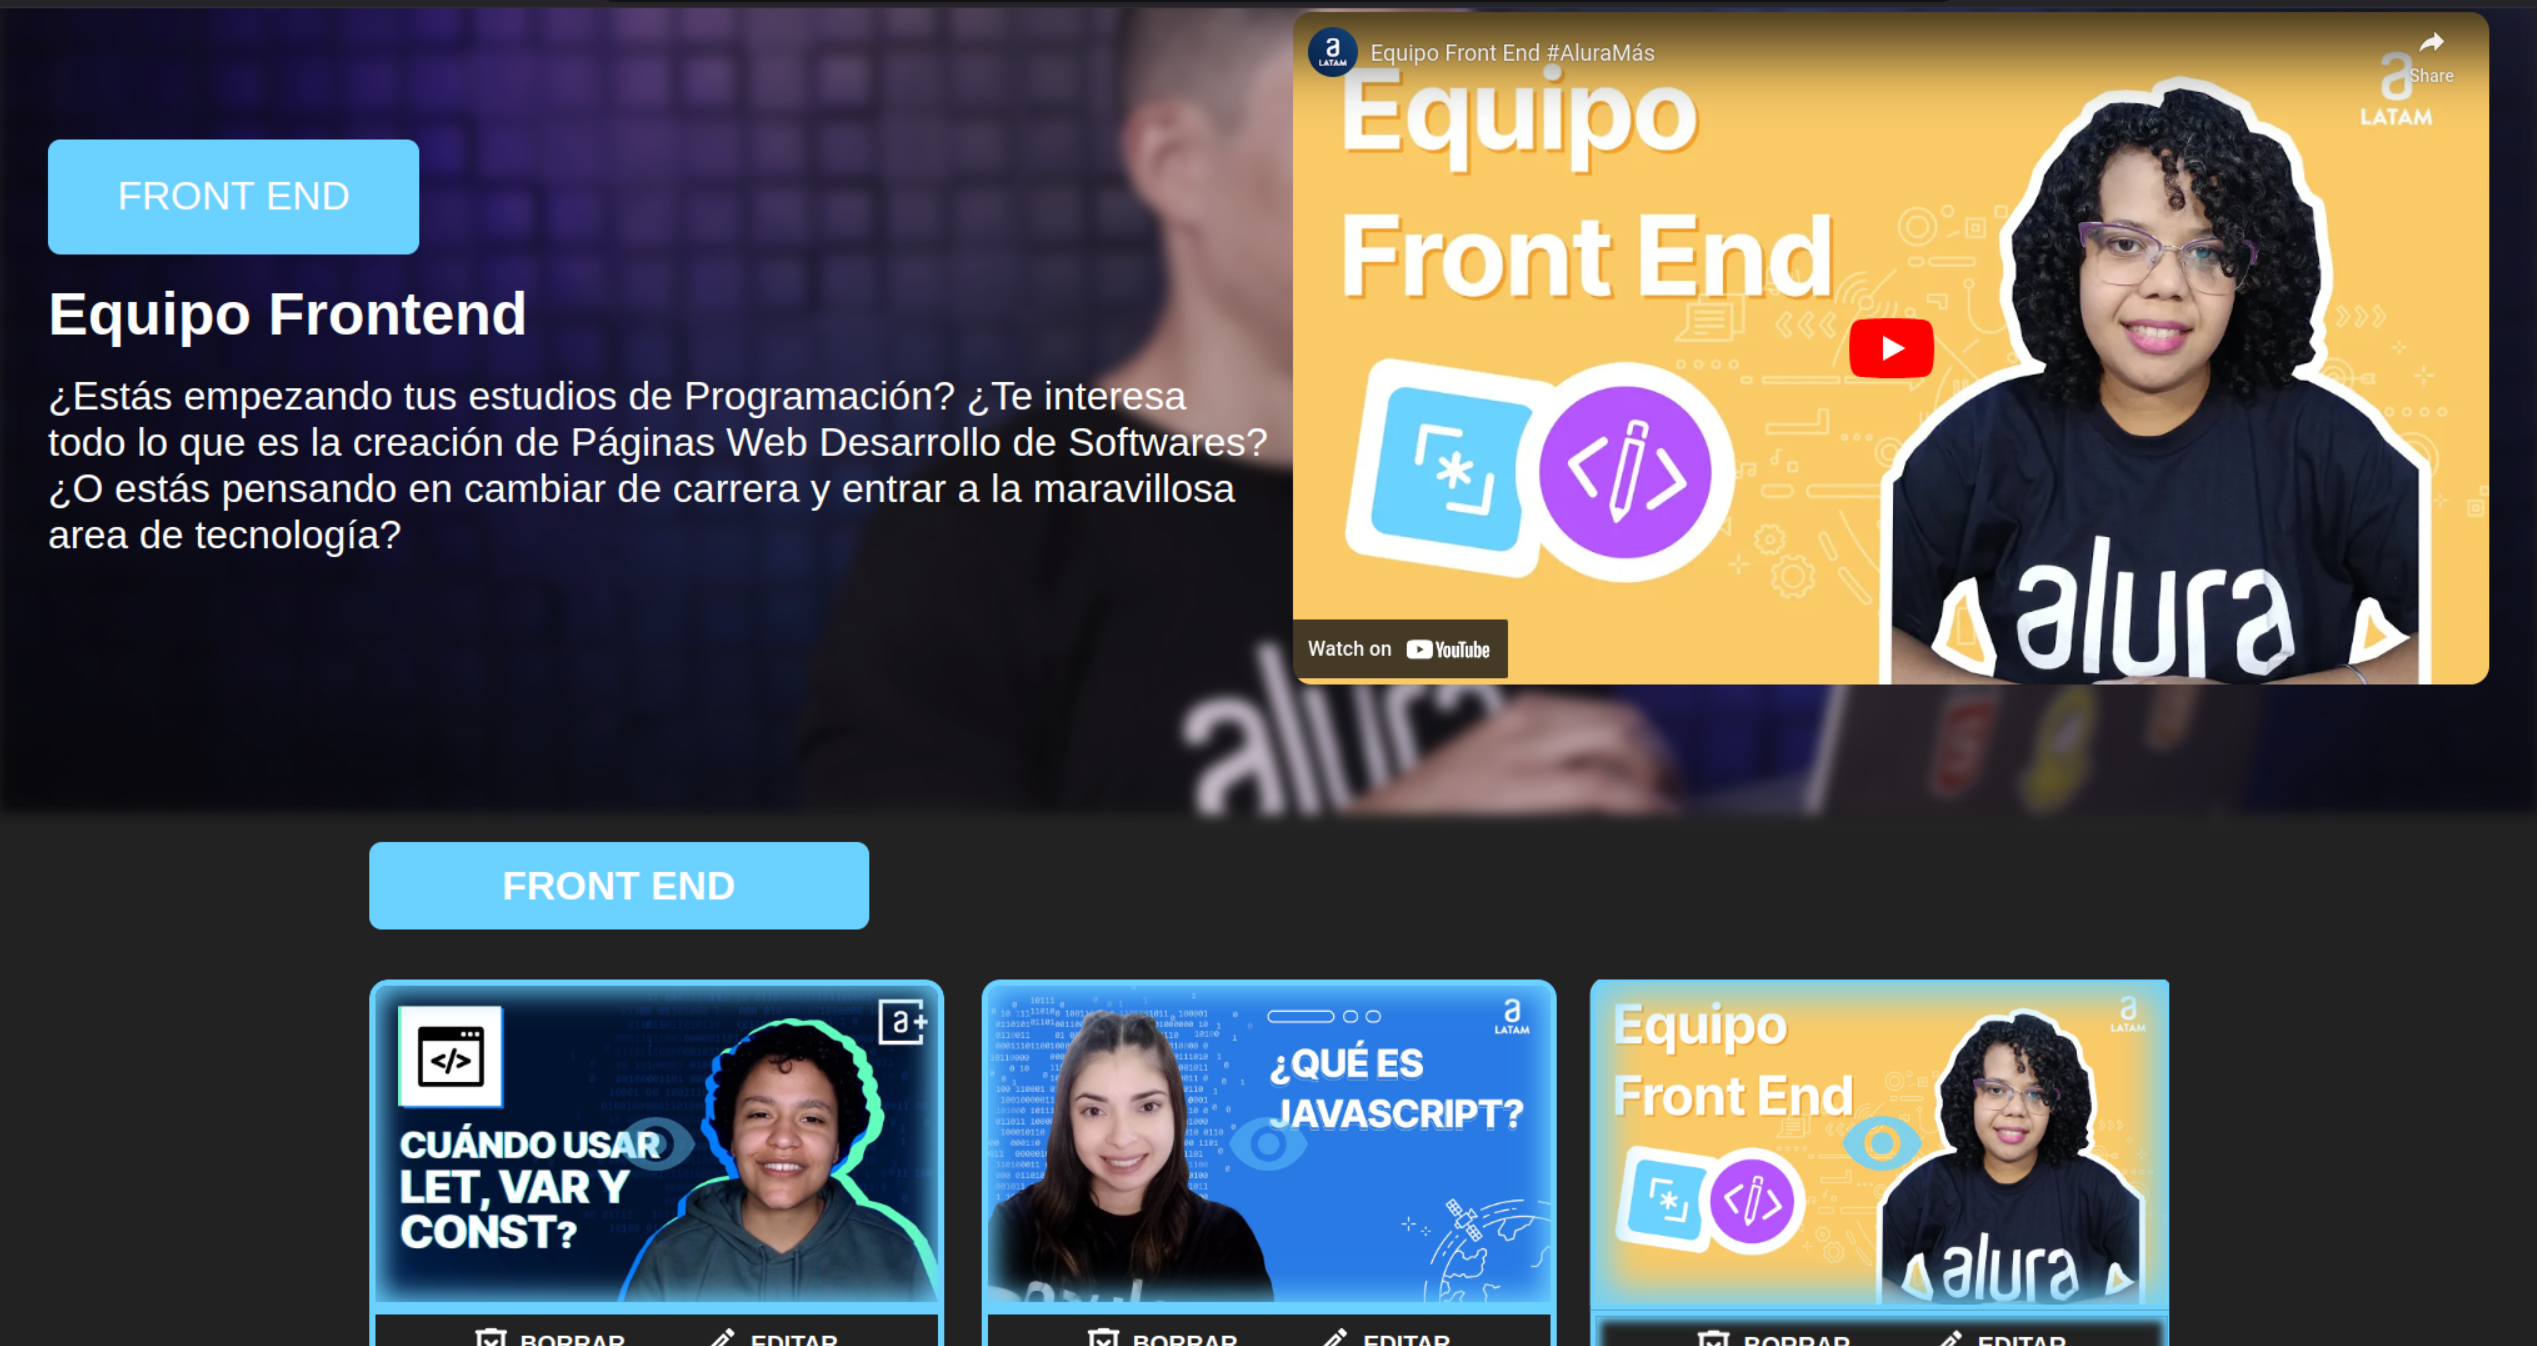 FRONT END
Equipo Frontend
¿Estás empezando tus estudios de Programación? ¿Te interesa
todo lo que es la creación de Páginas Web Desarrollo de Softwares?
¿O estás pensando en cambiar de carrera y entrar a la maravillosa
area de tecnología?
a
LATAM
Equipo Front End #AluraMás
Share
a
LATAM
Equipo
Front End
alura
Watch on YouTube
alura
FRONT END
a+
CUÁNDO USAR
LET, VAR Y
CONST?
BORRAR
EDITAR
a
LATAM
¿QUÉ ES
JAVASCRIPT?
BORRAR
EDITAR
Equipo
Front End
a
LATAM
alura
BORRAR
EDITAR